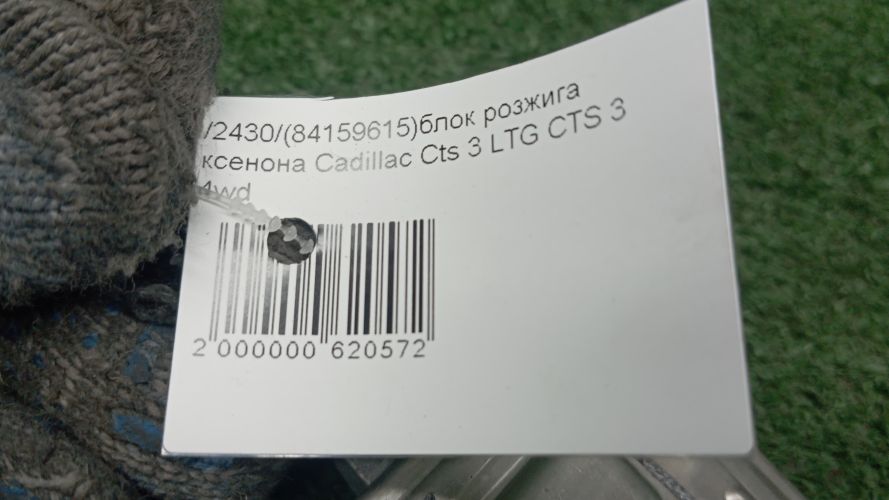 /2430/(84159615)блок розжига
ксенона Cadillac Cts 3 LTG CTS 3
4wd
2 000000 620572